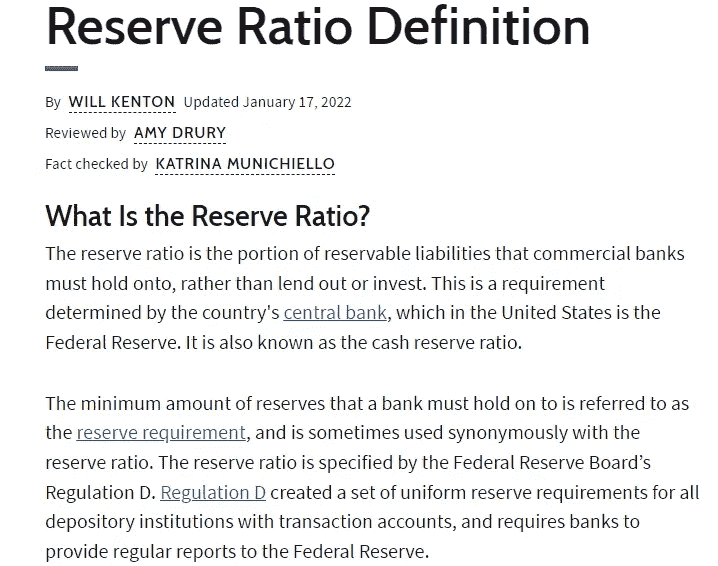 Reserve Ratio Definition
By WILL KENTON Updated January 17, 2022
Reviewed by AMY DRURY
Fact checked by KATRINA MUNICHIELLO
What Is the Reserve Ratio?
The reserve ratio is the portion of reservable liabilities that commercial banks
must hold onto, rather than lend out or invest. This is a requirement
determined by the country's central bank, which in the United States is the
Federal Reserve. It is also known as the cash reserve ratio.
The minimum amount of reserves that a bank must hold on to is referred to as
the reserve requirement, and is sometimes used synonymously with the
reserve ratio. The reserve ratio is specified by the Federal Reserve Board’s
Regulation D. Regulation D created a set of uniform reserve requirements for all
depository institutions with transaction accounts, and requires banks to
provide regular reports to the Federal Reserve.